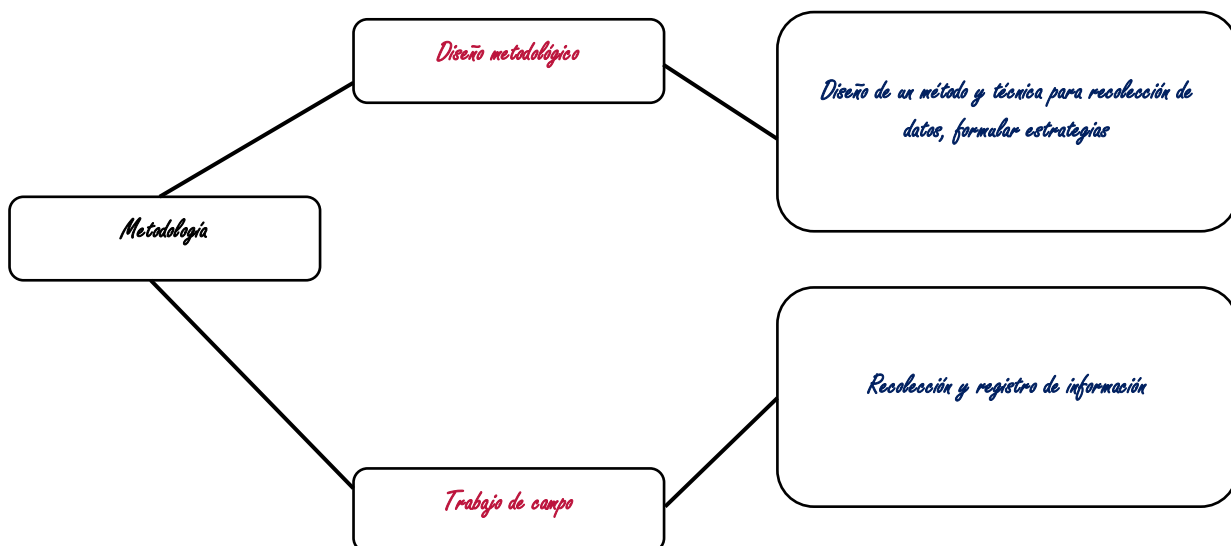 Diseño metodológico
Diseño de un método y técnica para recolección de
datos, formular estrategias
Metodología
Recolección y registro de información
Trabajo de campo